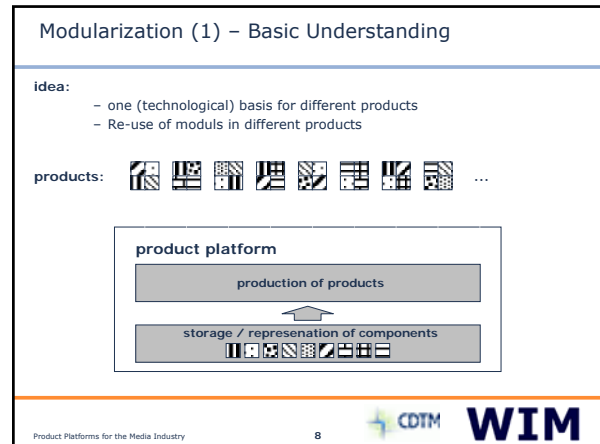 Modularization (1) – Basic Understanding
idea:
– one (technological) basis for different products
– Re-use of moduls in different products
products:
...
product platform
production of products
storage / represenation of components
Product Platforms for the Media Industry
8
CDTM
WIM